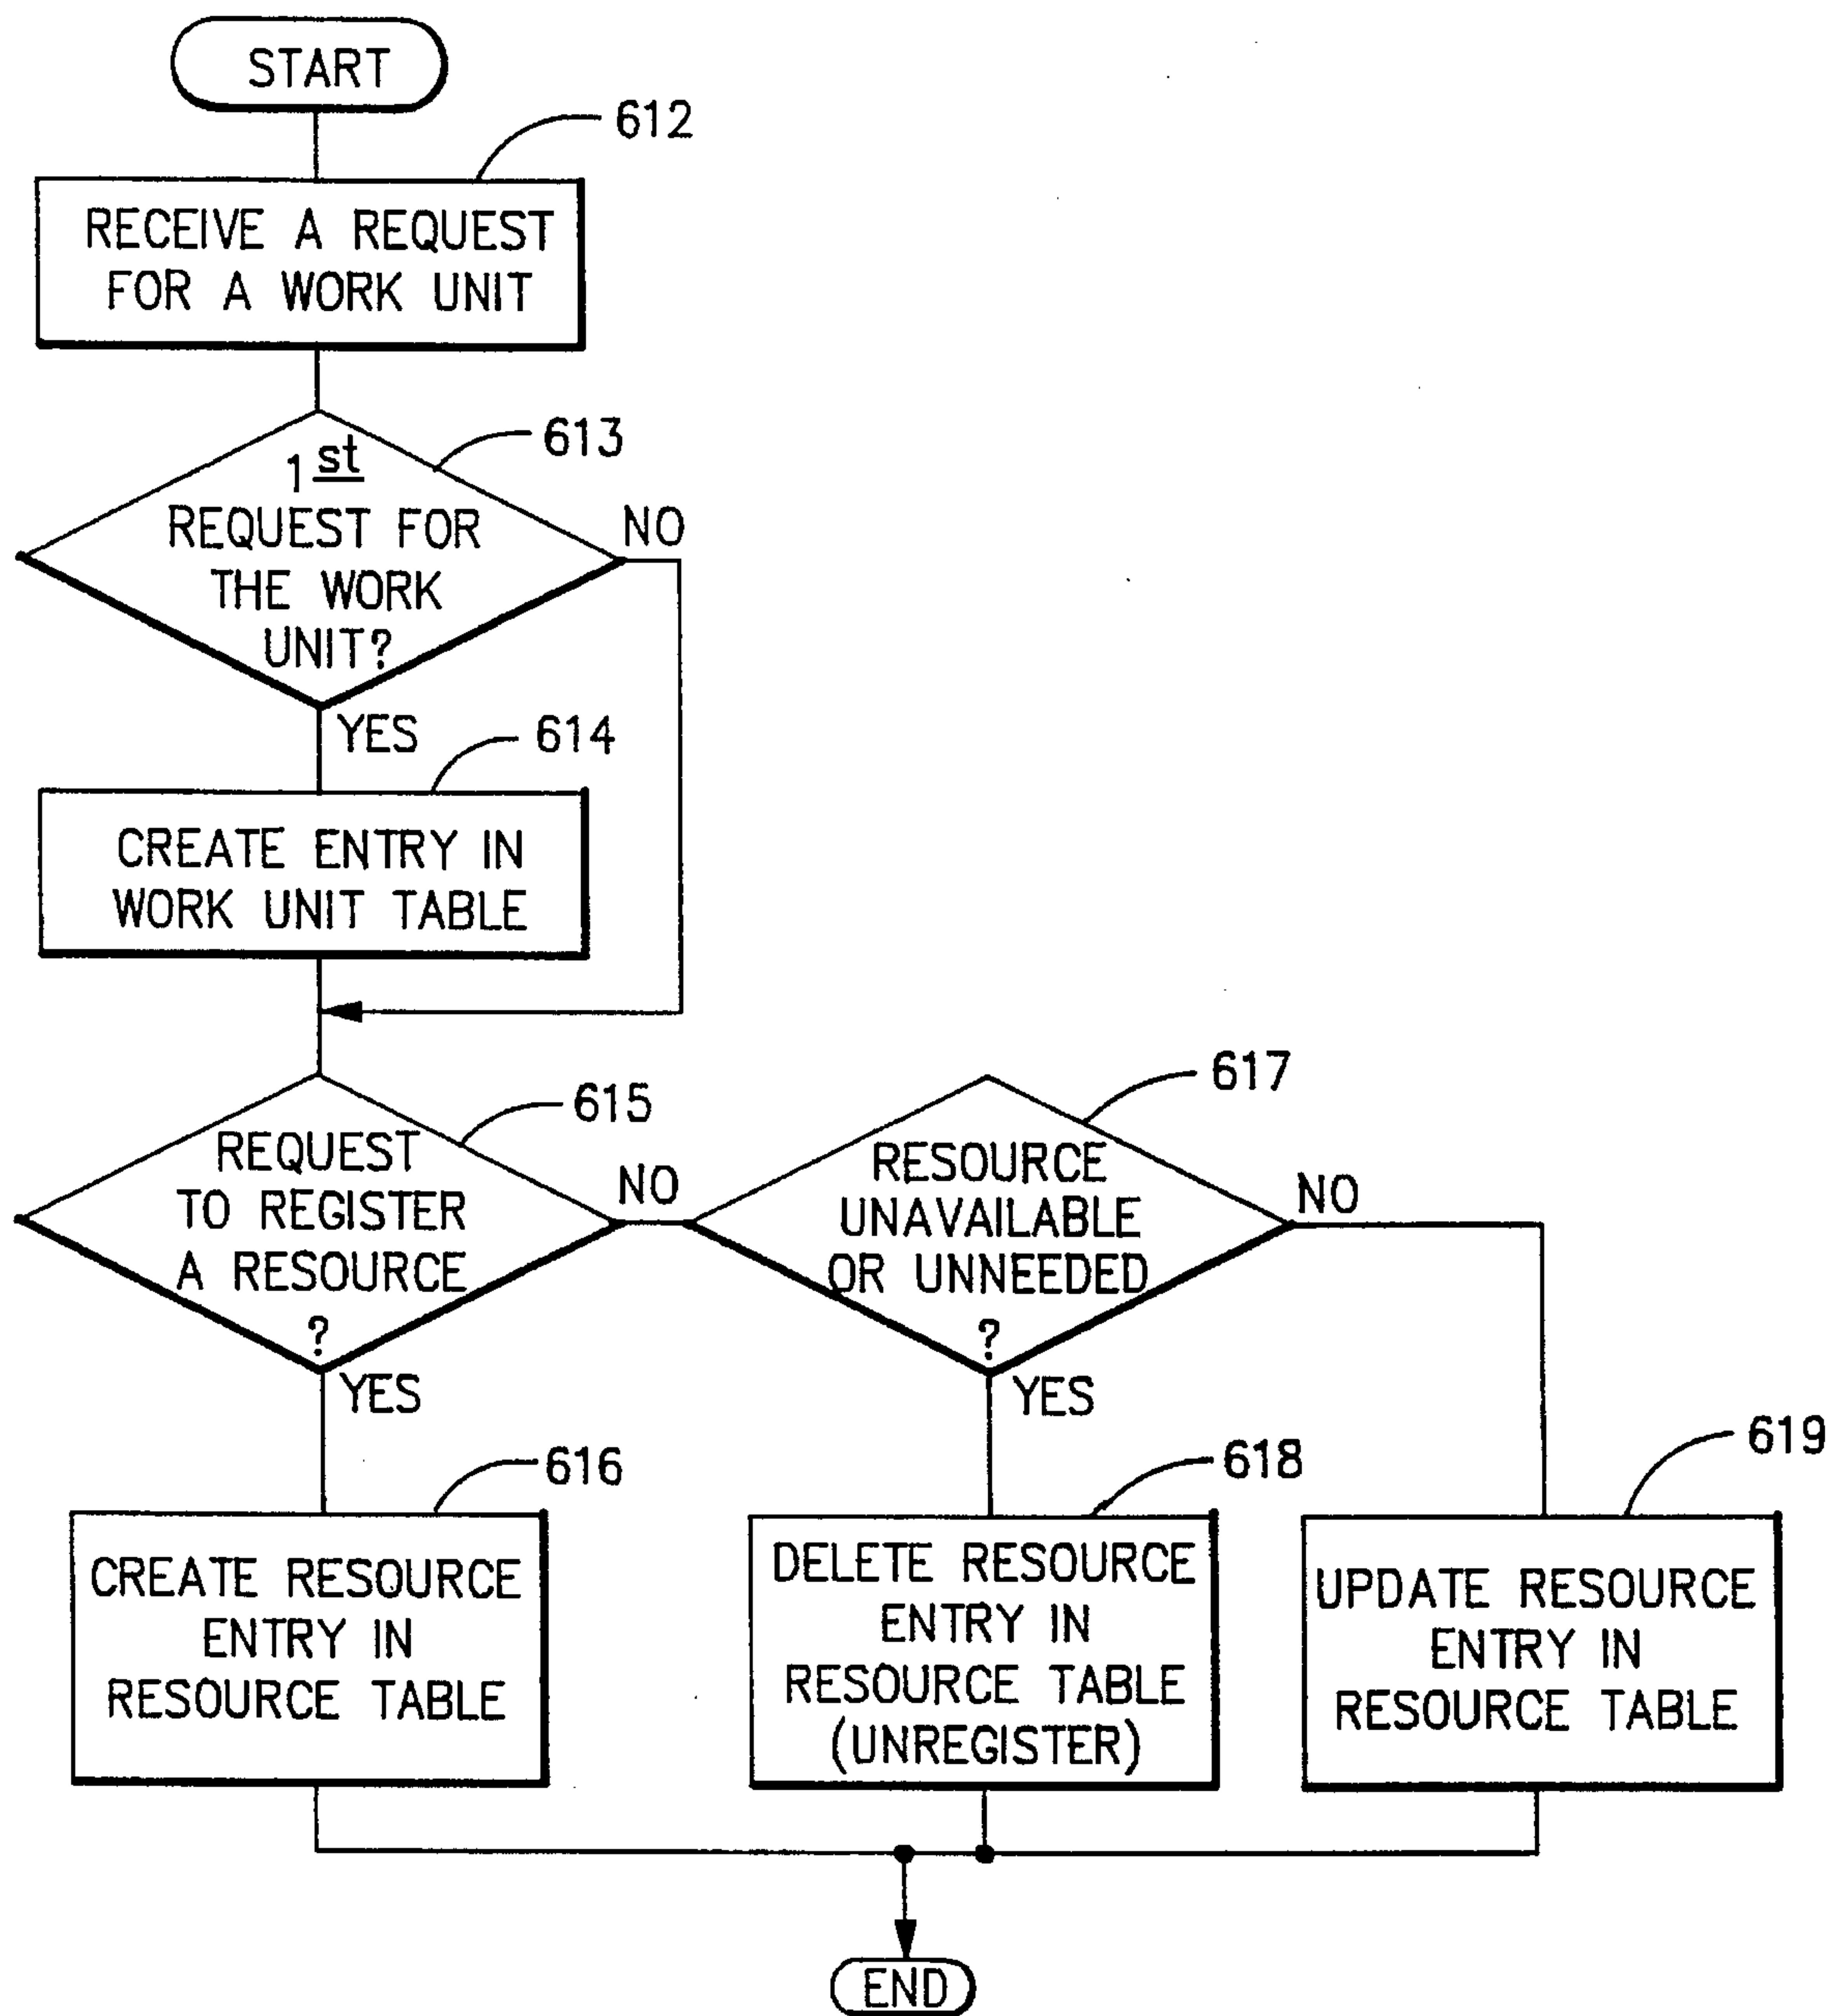 START
612
RECEIVE A REQUEST
FOR A WORK UNIT
613
1st
REQUEST FOR
THE WORK
UNIT?
NO
YES
614
CREATE ENTRY IN
WORK UNIT TABLE
615
REQUEST
TO REGISTER
A RESOURCE
?
NO
YES
617
RESOURCE
UNAVAILABLE
OR UNNEEDED
?
NO
YES
616
CREATE RESOURCE
ENTRY IN
RESOURCE TABLE
618
DELETE RESOURCE
ENTRY IN
RESOURCE TABLE
(UNREGISTER)
619
UPDATE RESOURCE
ENTRY IN
RESOURCE TABLE
END